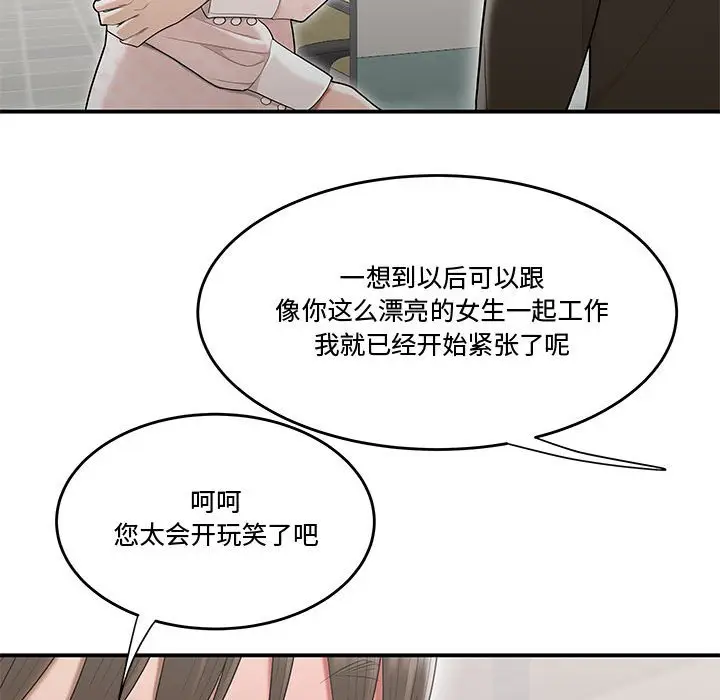 一想到以后可以跟
像你这么漂亮的女生一起工作
我就已经开始紧张了呢
呵呵
您太会开玩笑了吧